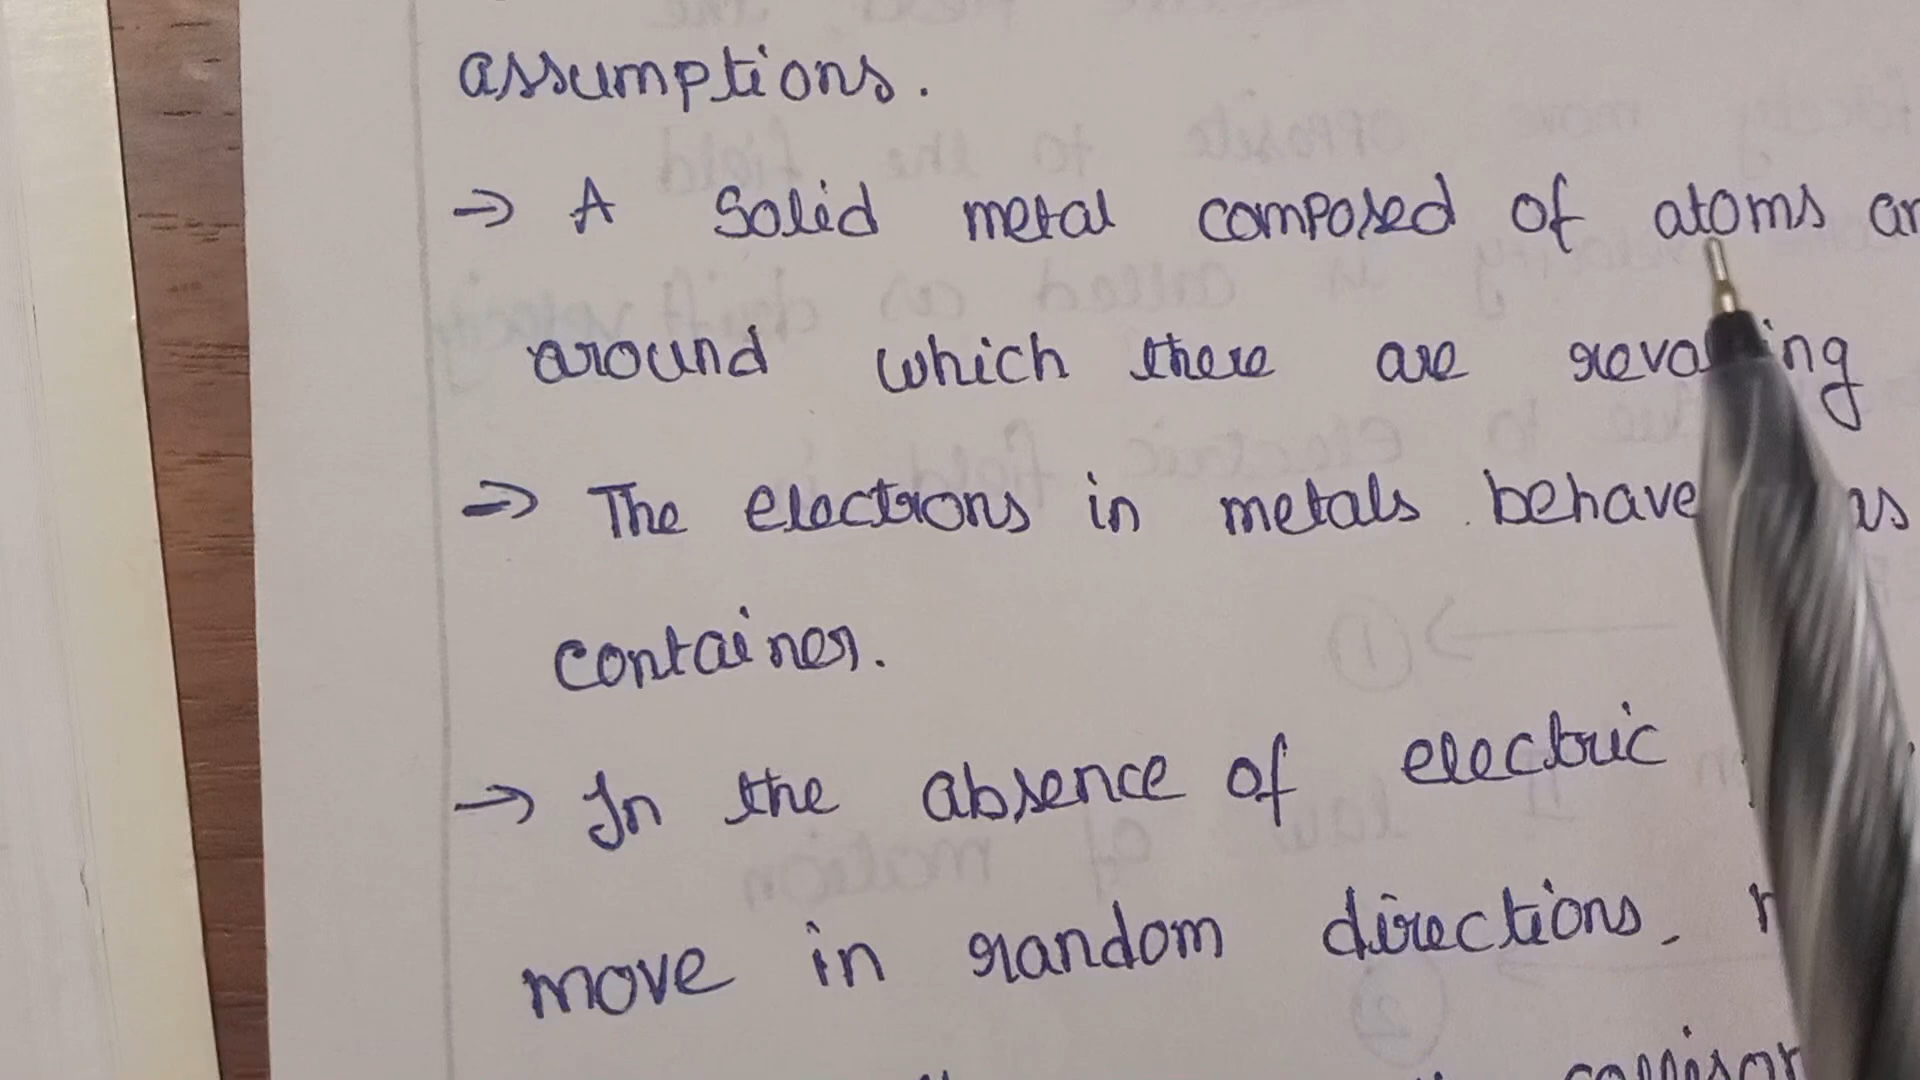 assumptions.
→ A Solid metal composed of atoms
around which there are
→ The electrons in metals behave as
container.
→ In the absence of electric
move in random directions.